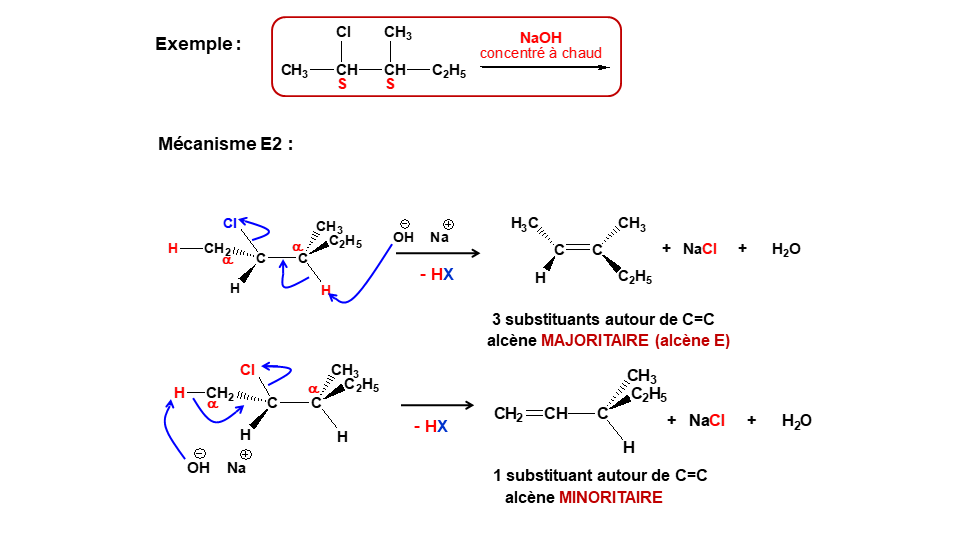 Exemple :
Cl CH₃
CH₃ CH CH C₂H₅
S S
NaOH
concentré à chaud
Mécanisme E2 :
Cl CH₃
H CH₂ C C C₂H₅
α α
H H
⊖ ⊕
OH Na
- HX
H₃C CH₃
C C
H C₂H₅
+ NaCl + H₂O
3 substituants autour de C=C
alcène MAJORITAIRE (alcène E)
Cl CH₃
H CH₂ C C C₂H₅
α α
H H
⊖ ⊕
OH Na
- HX
CH₂ CH C CH₃
C₂H₅
H
+ NaCl + H₂O
1 substituant autour de C=C
alcène MINORITAIRE